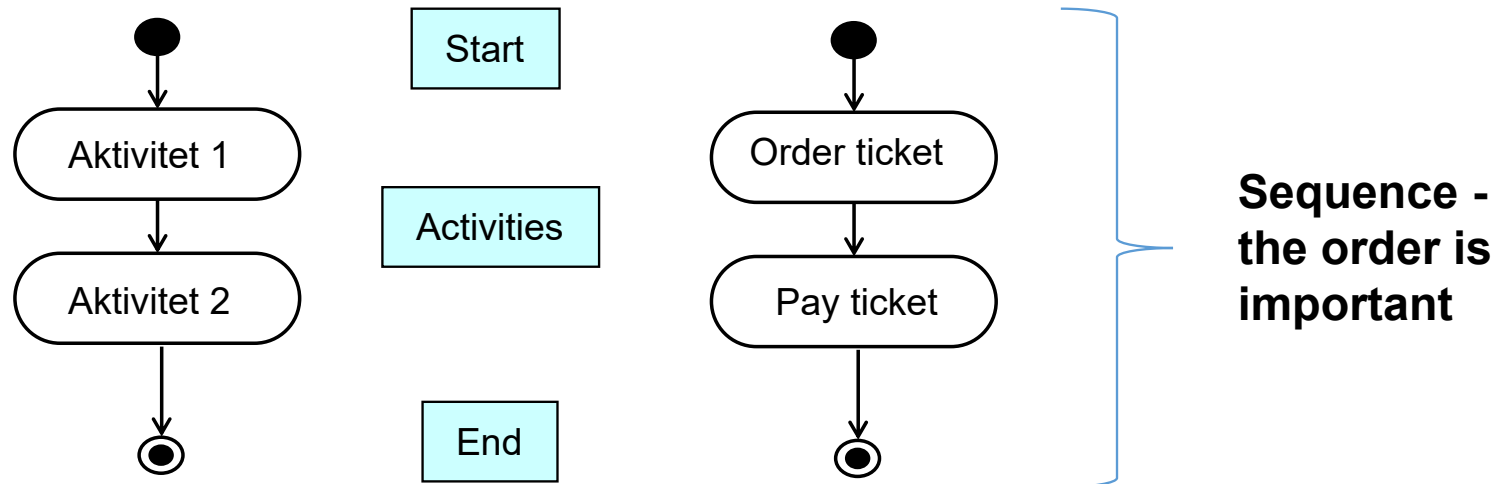 Start
Aktivitet 1
Order ticket
Activities
Sequence -
the order is
important
Aktivitet 2
Pay ticket
End